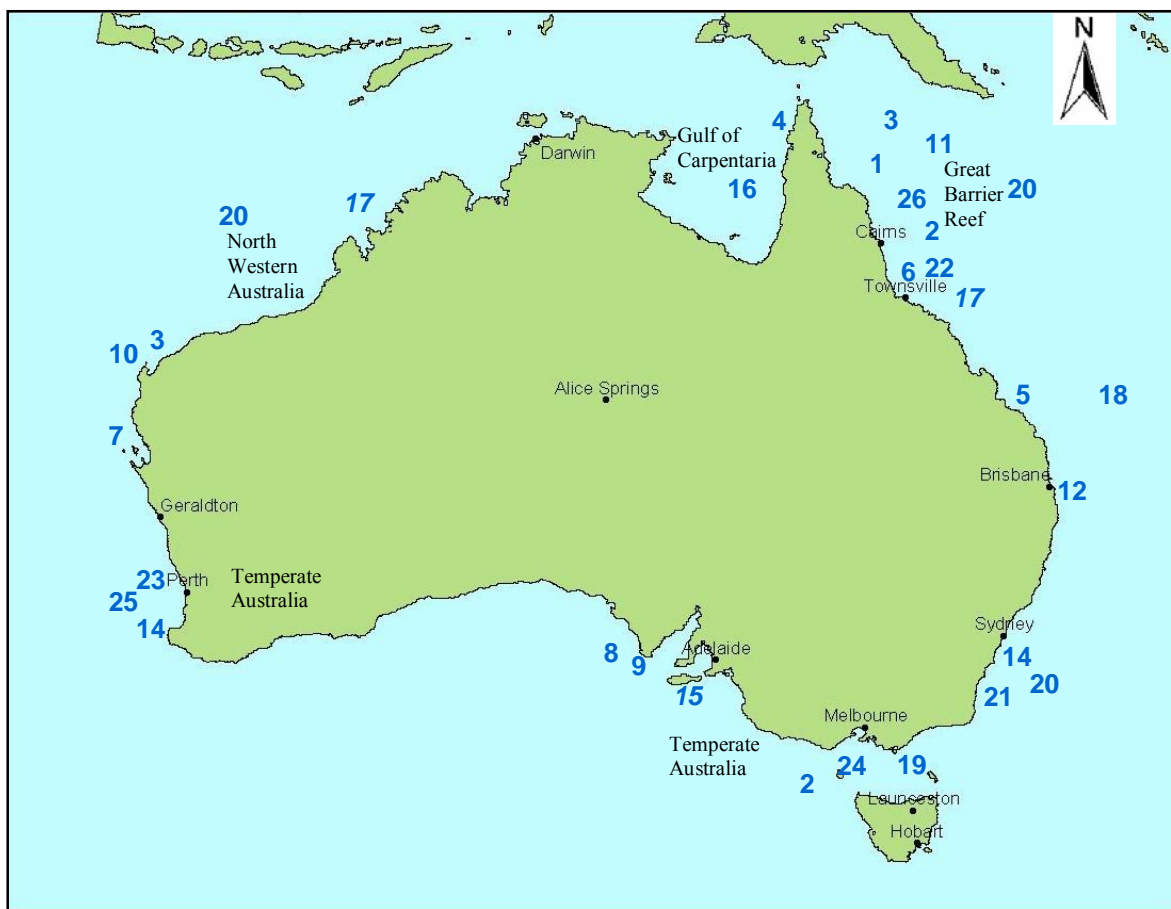 N
4
3
Gulf of
Carpentaria
Darwin
11
1
Great
Barrier
Reef
16
20
17
26
20
North
Western
Australia
Cairns
2
6
22
Townsville
17
3
10
Alice Springs
5
18
7
Brisbane
12
Geraldton
23
Perth
Temperate
Australia
25
14
Sydney
8
9
Adelaide
14
15
20
21
Melbourne
Temperate
Australia
24
19
2
Launceston
Hobart